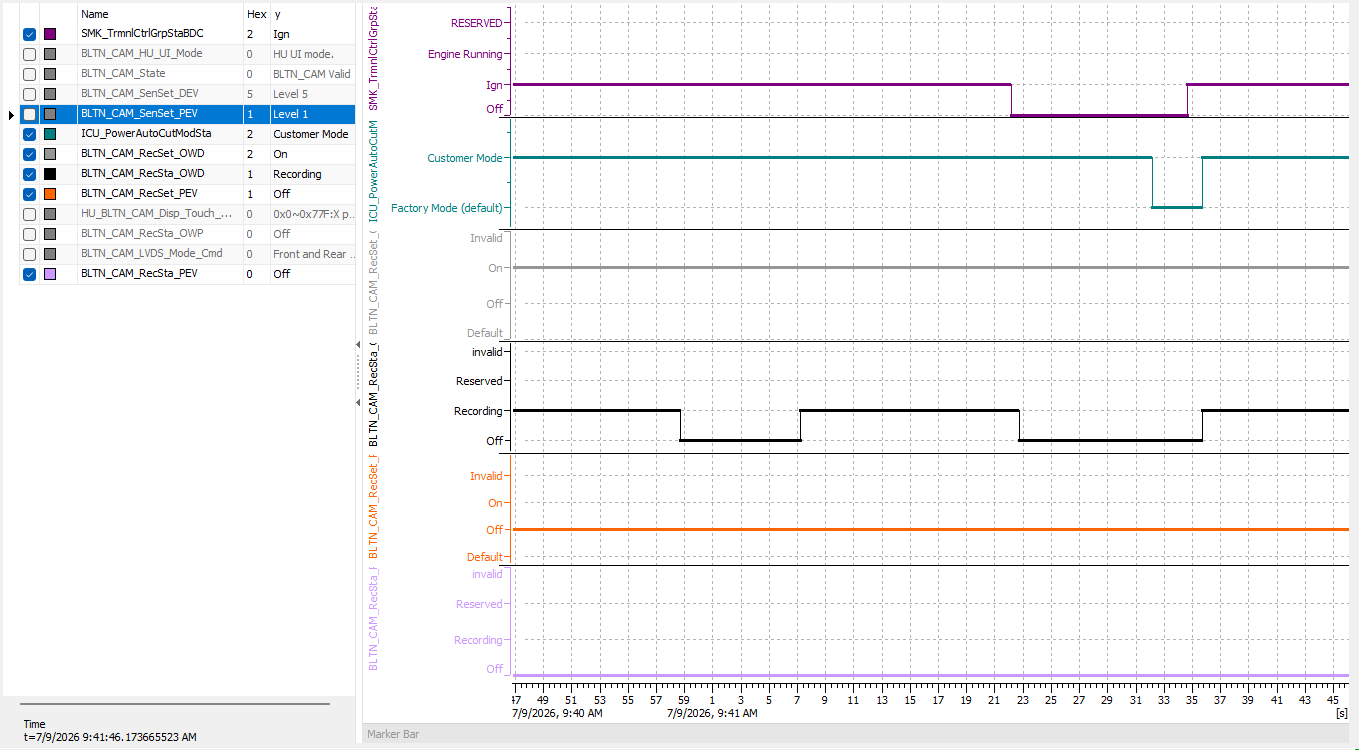 Name Hex y
SMK_TrmnlCtrlGrpStaBDC 2 Ign
BLTN_CAM_HU_UI_Mode 0 HU UI mode.
BLTN_CAM_State 0 BLTN_CAM Valid
BLTN_CAM_SenSet_DEV 5 Level 5
BLTN_CAM_SenSet_PEV 1 Level 1
ICU_PowerAutoCutModSta 2 Customer Mode
BLTN_CAM_RecSet_OWD 2 On
BLTN_CAM_RecSta_OWD 1 Recording
BLTN_CAM_RecSet_PEV 1 Off
HU_BLTN_CAM_Disp_Touch_... 0 0x0~0x77F:X p...
BLTN_CAM_RecSta_OWP 0 Off
BLTN_CAM_LVDS_Mode_Cmd 0 Front and Rear ...
BLTN_CAM_RecSta_PEV 0 Off
Time
t=7/9/2026 9:41:46.173665523 AM
SMK_TrmnlCtrlGrpSta
RESERVED
Engine Running
Ign
Off
ICU_PowerAutoCutM
Customer Mode
Factory Mode (default)
BLTN_CAM_RecSet_(
Invalid
On
Off
Default
BLTN_CAM_RecSta_(
invalid
Reserved
Recording
Off
BLTN_CAM_RecSet_F
Invalid
On
Off
Default
BLTN_CAM_RecSta_F
invalid
Reserved
Recording
Off
47 49 51 53 55 57 59 1 3 5 7 9 11 13 15 17 19 21 23 25 27 29 31 33 35 37 39 41 43 45
7/9/2026, 9:40 AM 7/9/2026, 9:41 AM [s]
Marker Bar